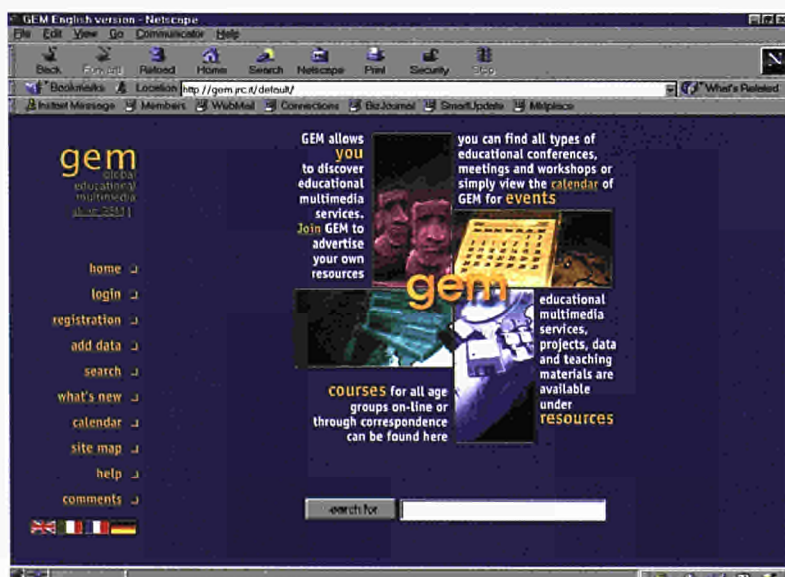 GEM English version - Netscape
File Edit View Go Communicator Help
Back Forward Reload Home Search Netscape Print Security Stop
Bookmarks Location http://gem.jrc.it/default/ What's Related
Instant Message Members WebMail Connections BizJournal SmartUpdate Mktplace
gem
global
educational
multimedia
about GEM
home
login
registration
add data
search
what's new
calendar
site map
help
comments
GEM allows
you
to discover
educational
multimedia
services.
Join GEM to
advertise
your own
resources
you can find all types of
educational conferences,
meetings and workshops or
simply view the calendar of
GEM for events
gem
educational
multimedia
services,
projects, data
and teaching
materials are
available
under
resources
courses for all age
groups on-line or
through correspondence
can be found here
search for